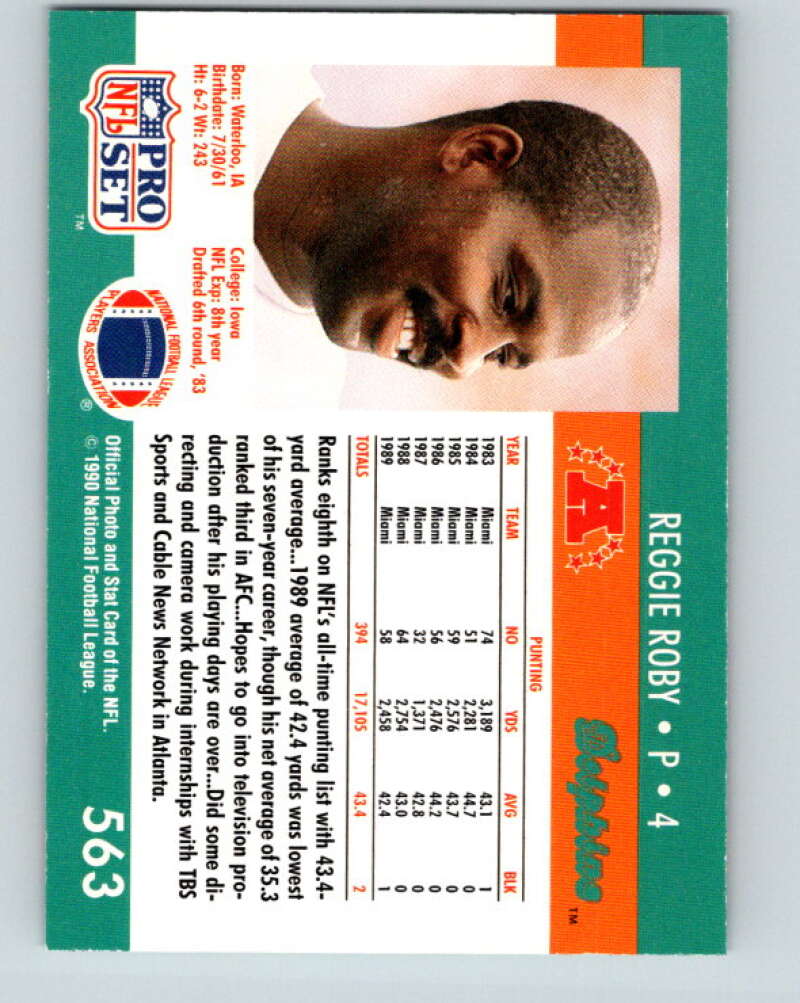 REGGIE ROBY • P • 4
A
Dolphins™
PUNTING
YEAR TEAM NO YDS AVG BLK
1983 Miami 74 3,189 43.1 1
1984 Miami 51 2,281 44.7 0
1985 Miami 59 2,576 43.7 0
1986 Miami 56 2,476 44.2 0
1987 Miami 32 1,371 42.8 0
1988 Miami 64 2,754 43.0 0
1989 Miami 58 2,458 42.4 1
TOTALS 394 17,105 43.4 2
Ranks eighth on NFL's all-time punting list with 43.4-
yard average...1989 average of 42.4 yards was lowest
of his seven-year career, though his net average of 35.3
ranked third in AFC...Hopes to go into television pro-
duction after his playing days are over...Did some di-
recting and camera work during internships with TBS
Sports and Cable News Network in Atlanta.
Born: Waterloo, IA
Birthdate: 7/30/61
Ht: 6-2 Wt: 243
College: Iowa
NFL Exp: 8th year
Drafted 6th round, '83
PRO
NFL SET
™
NATIONAL FOOTBALL LEAGUE
PLAYERS ASSOCIATION
®
Official Photo and Stat Card of the NFL.
© 1990 National Football League.
563